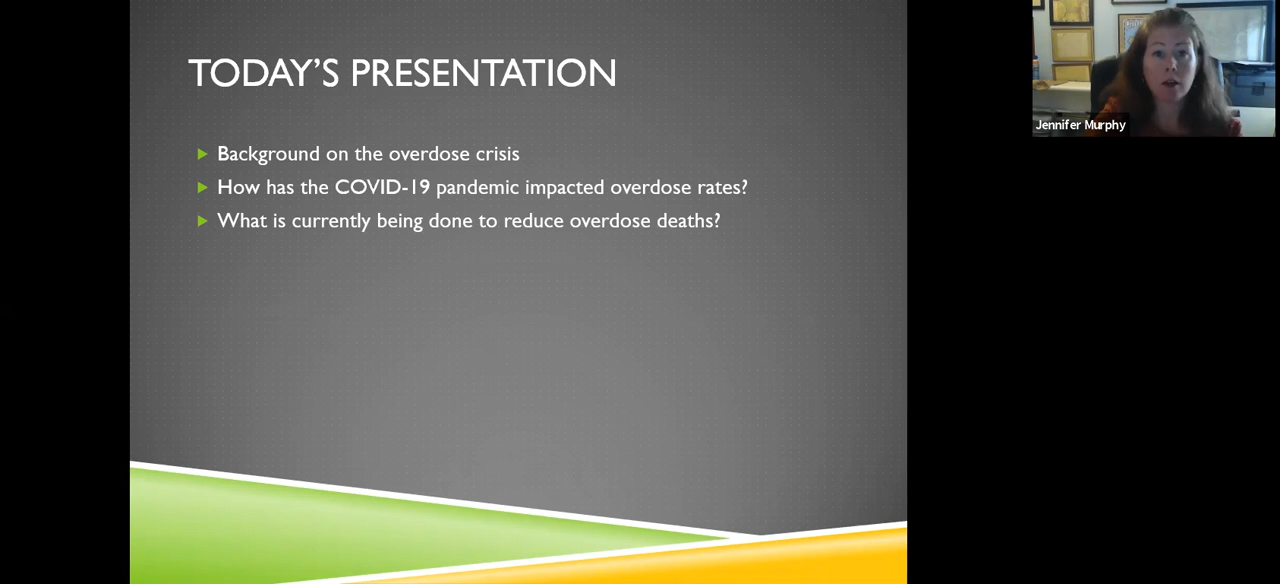 TODAY'S PRESENTATION
Background on the overdose crisis
How has the COVID-19 pandemic impacted overdose rates?
What is currently being done to reduce overdose deaths?
Jennifer Murphy